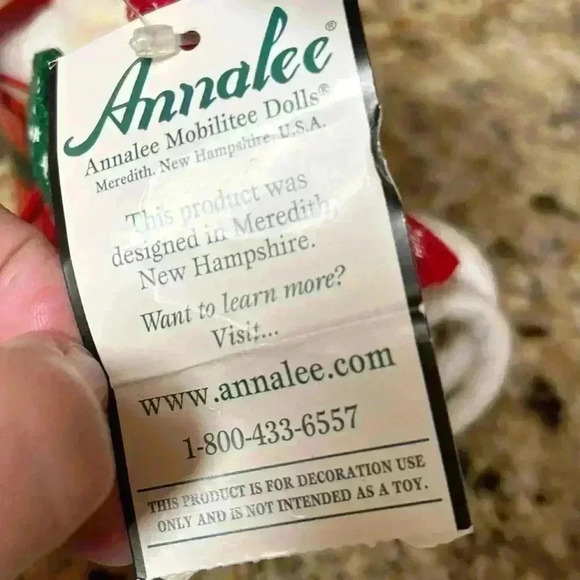 Annalee®
Annalee Mobilitee Dolls®
Meredith, New Hampshire, U.S.A.
This product was
designed in Meredith,
New Hampshire.
Want to learn more?
Visit...
www.annalee.com
1-800-433-6557
THIS PRODUCT IS FOR DECORATION USE
ONLY AND IS NOT INTENDED AS A TOY.